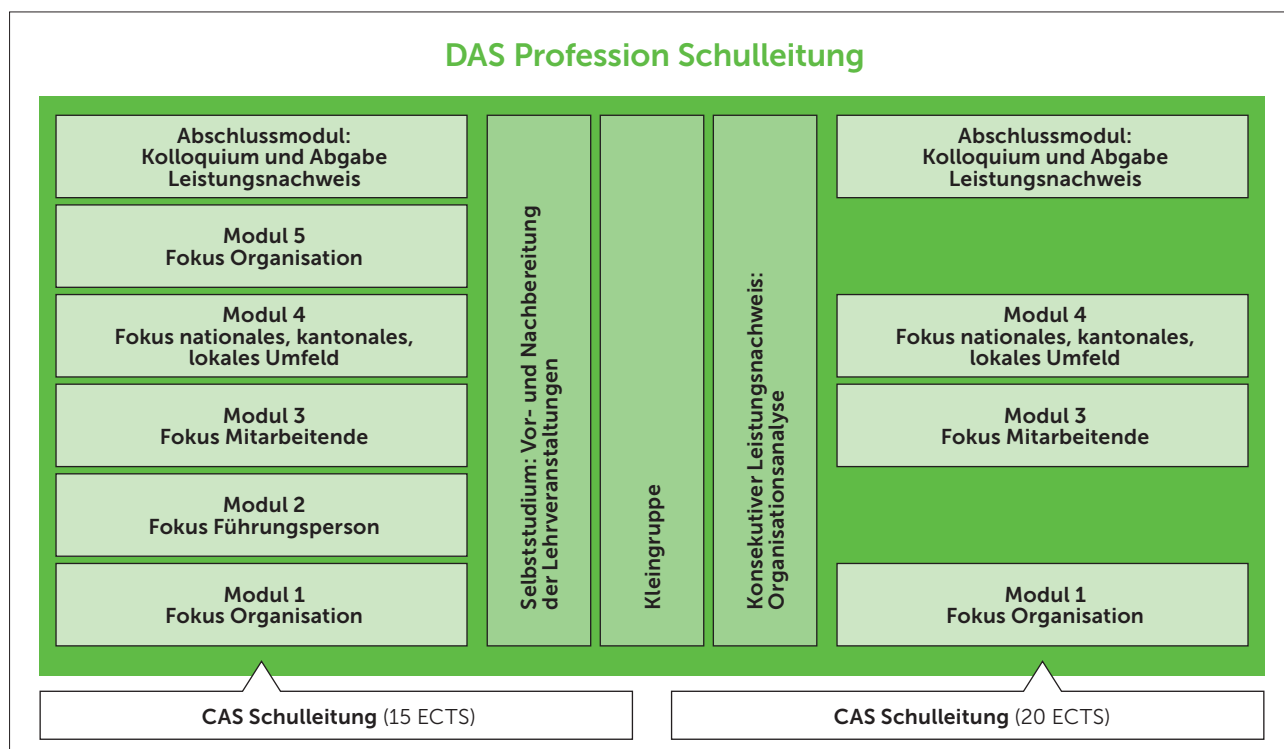 DAS Profession Schulleitung
Abschlussmodul:
Kolloquium und Abgabe
Leistungsnachweis
Modul 5
Fokus Organisation
Modul 4
Fokus nationales, kantonales,
lokales Umfeld
Modul 3
Fokus Mitarbeitende
Modul 2
Fokus Führungsperson
Modul 1
Fokus Organisation
Selbststudium: Vor- und Nachbereitung
der Lehrveranstaltungen
Kleingruppe
Konsekutiver Leistungsnachweis:
Organisationsanalyse
Abschlussmodul:
Kolloquium und Abgabe
Leistungsnachweis
Modul 4
Fokus nationales, kantonales,
lokales Umfeld
Modul 3
Fokus Mitarbeitende
Modul 1
Fokus Organisation
CAS Schulleitung (15 ECTS)
CAS Schulleitung (20 ECTS)